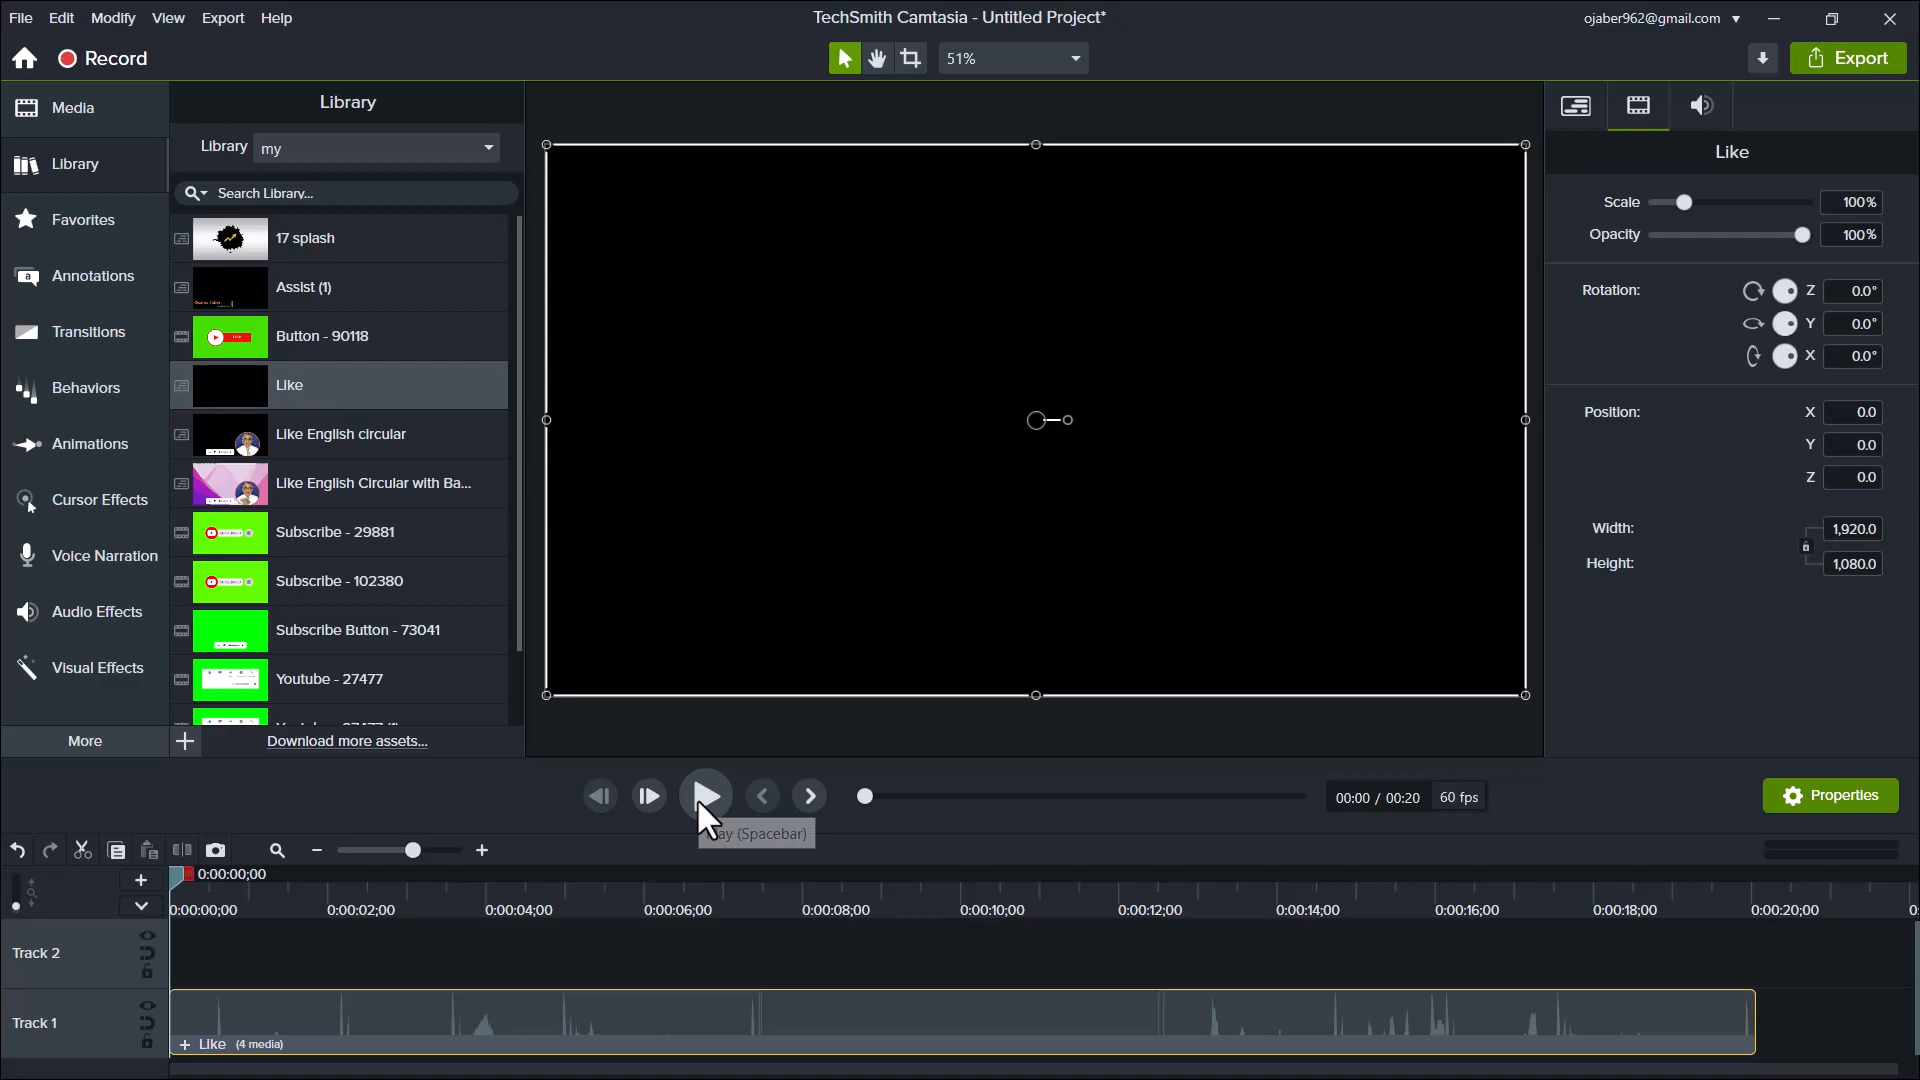 File Edit Modify View Export Help
TechSmith Camtasia - Untitled Project*
ojaber962@gmail.com
Record
51%
Export
Media
Library
Favorites
Annotations
Transitions
Behaviors
Animations
Cursor Effects
Voice Narration
Audio Effects
Visual Effects
More
Library
Library my
Search Library...
17 splash
Assist (1)
Button - 90118
Like
Like English circular
Like English Circular with Ba...
Subscribe - 29881
Subscribe - 102380
Subscribe Button - 73041
Youtube - 27477
Download more assets...
Like
Scale 100%
Opacity 100%
Rotation: Z 0.0°
Y 0.0°
X 0.0°
Position: X 0.0
Y 0.0
Z 0.0
Width: 1,920.0
Height: 1,080.0
00:00 / 00:20 60 fps
Properties
(Spacebar)
0:00:00;00
0:00:00;00 0:00:02;00 0:00:04;00 0:00:06;00 0:00:08;00 0:00:10;00 0:00:12;00 0:00:14;00 0:00:16;00 0:00:18;00 0:00:20;00
Track 2
Track 1
Like (4 media)